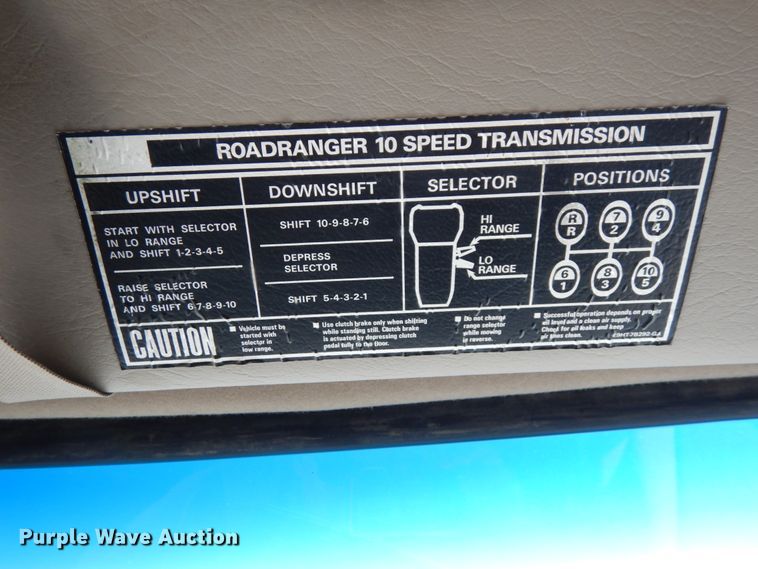 ROADRANGER 10 SPEED TRANSMISSION
UPSHIFT
START WITH SELECTOR
IN LO RANGE
AND SHIFT 1-2-3-4-5
RAISE SELECTOR
TO HI RANGE
AND SHIFT 6-7-8-9-10
DOWNSHIFT
SHIFT 10-9-8-7-6
DEPRESS
SELECTOR
SHIFT 5-4-3-2-1
SELECTOR
HI
RANGE
LO
RANGE
POSITIONS
R 7 9
R 2 4
6 8 10
1 3 5
CAUTION
Vehicle must be
started with
selector in
low range.
Use clutch brake only when shifting
while standing still. Clutch brake
is actuated by depressing clutch
pedal fully to the floor.
Do not change
range selector
while moving
in reverse.
Successful operation depends on proper
oil level and a clean air supply.
Check for oil leaks and keep
air lines clean.
Purple Wave Auction